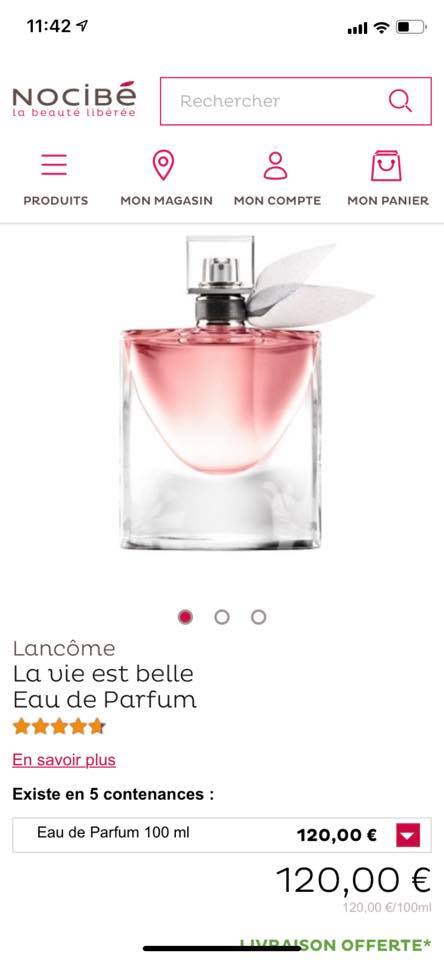 11:42
NOCIBÉ
la beauté libérée
Rechercher
PRODUITS
MON MAGASIN
MON COMPTE
MON PANIER
Lancôme
La vie est belle
Eau de Parfum
En savoir plus
Existe en 5 contenances :
Eau de Parfum 100 ml 120,00 €
120,00 €
120,00 €/100ml
LIVRAISON OFFERTE*